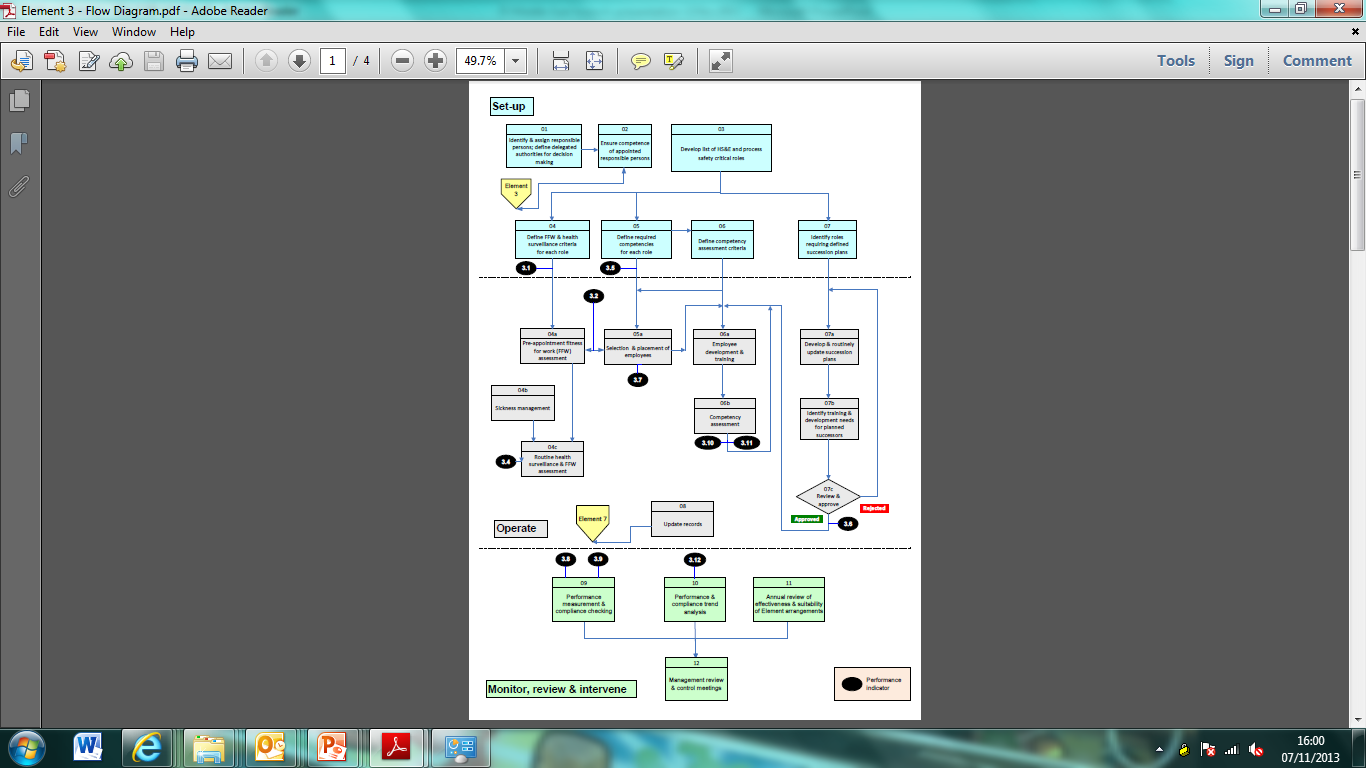 Element 3 - Flow Diagram.pdf - Adobe Reader
File Edit View Window Help
1 / 4 49.7% Tools Sign Comment
Set-up
01
Identify & assign responsible
persons; define delegated
authorities for decision
making
02
Ensure competence
of appointed
responsible persons
03
Develop list of HS&E and process
safety critical roles
Element
3
04
Define FFW & health
surveillance criteria
for each role
05
Define required
competencies
for each role
06
Define competency
assessment criteria
07
Identify roles
requiring defined
succession plans
3.1
3.5
3.2
04a
Pre-appointment fitness
for work (FFW)
assessment
05a
Selection & placement of
employees
06a
Employee
development &
training
07a
Develop & routinely
update succession
plans
3.7
04b
Sickness management
06b
Competency
assessment
07b
Identify training &
development needs
for planned
successors
3.10
3.11
04c
Routine health
surveillance & FFW
assessment
3.4
07c
Review &
approve
Rejected
Approved
3.6
08
Update records
Element 7
Operate
3.8
3.9
3.12
09
Performance
measurement &
compliance checking
10
Performance &
compliance trend
analysis
11
Annual review of
effectiveness & suitability
of Element arrangements
12
Management review
& control meetings
Monitor, review & intervene
Performance
indicator
16:00
07/11/2013